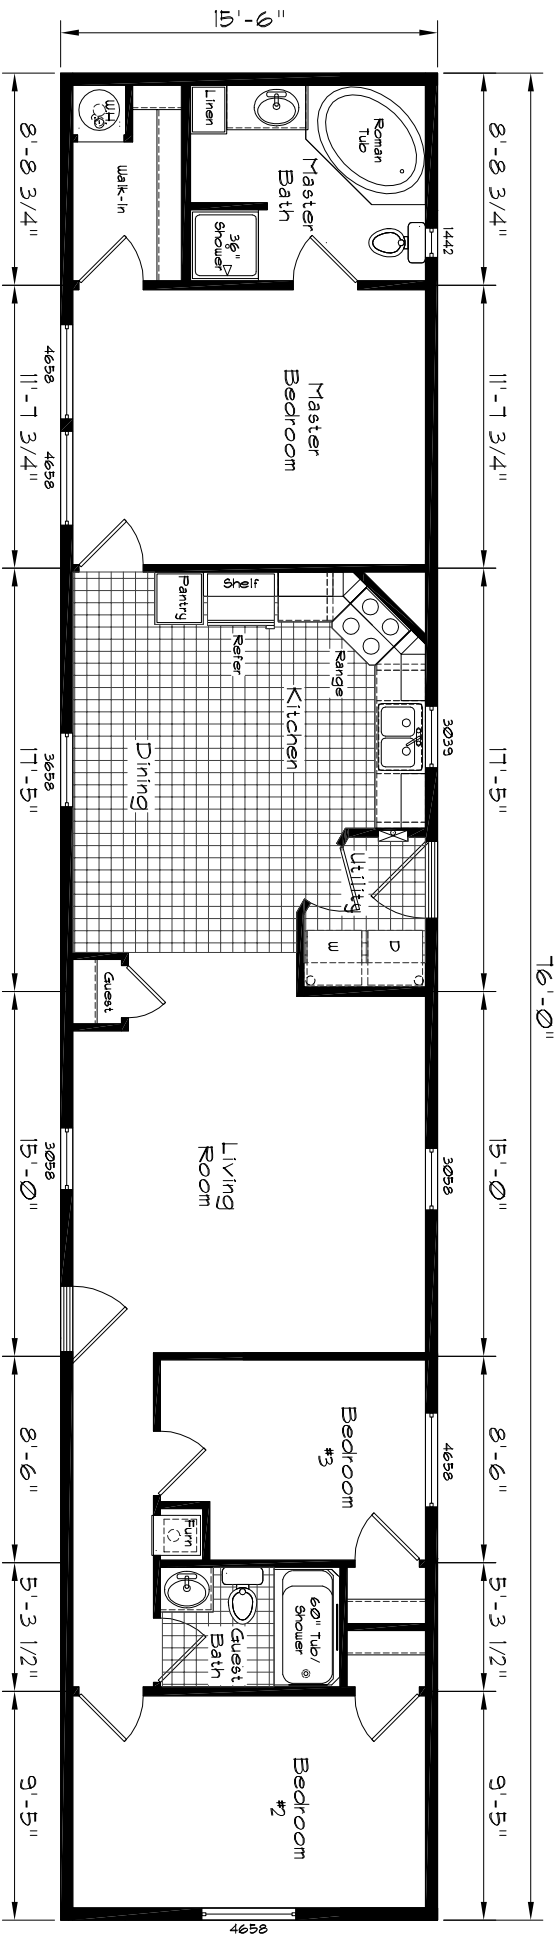 15'-6"
8'-8 3/4"
11'-7 3/4"
17'-5"
15'-0"
8'-6"
5'-3 1/2"
9'-5"
76'-0"
8'-8 3/4"
11'-7 3/4"
17'-5"
15'-0"
8'-6"
5'-3 1/2"
9'-5"
WH
Walk-In
Linen
Roman
Tub
Master
Bath
36"
Shower
1442
4658
4658
Master
Bedroom
Pantry
Shelf
Refer
Range
Kitchen
3039
Dining
3658
Utility
W
D
Guest
Living
Room
3058
3058
Bedroom
#3
4658
Furn
Guest
Bath
60" Tub/
Shower
Bedroom
#2
4658